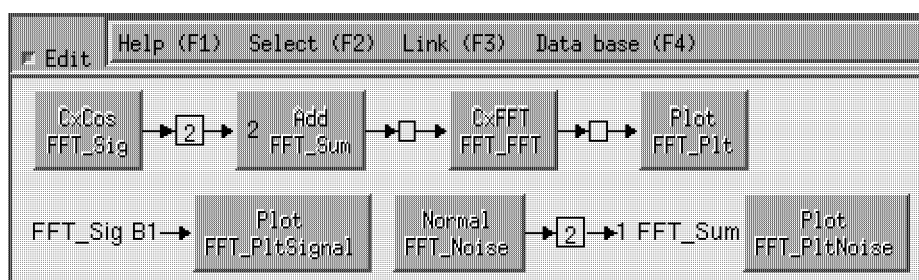 Edit Help (F1) Select (F2) Link (F3) Data base (F4)
CxCos 2 2 Add CxFFT Plot
FFT_Sig FFT_Sum FFT_FFT FFT_Plt
FFT_Sig B1 Plot Normal 2 1 FFT_Sum Plot
FFT_PltSignal FFT_Noise FFT_PltNoise